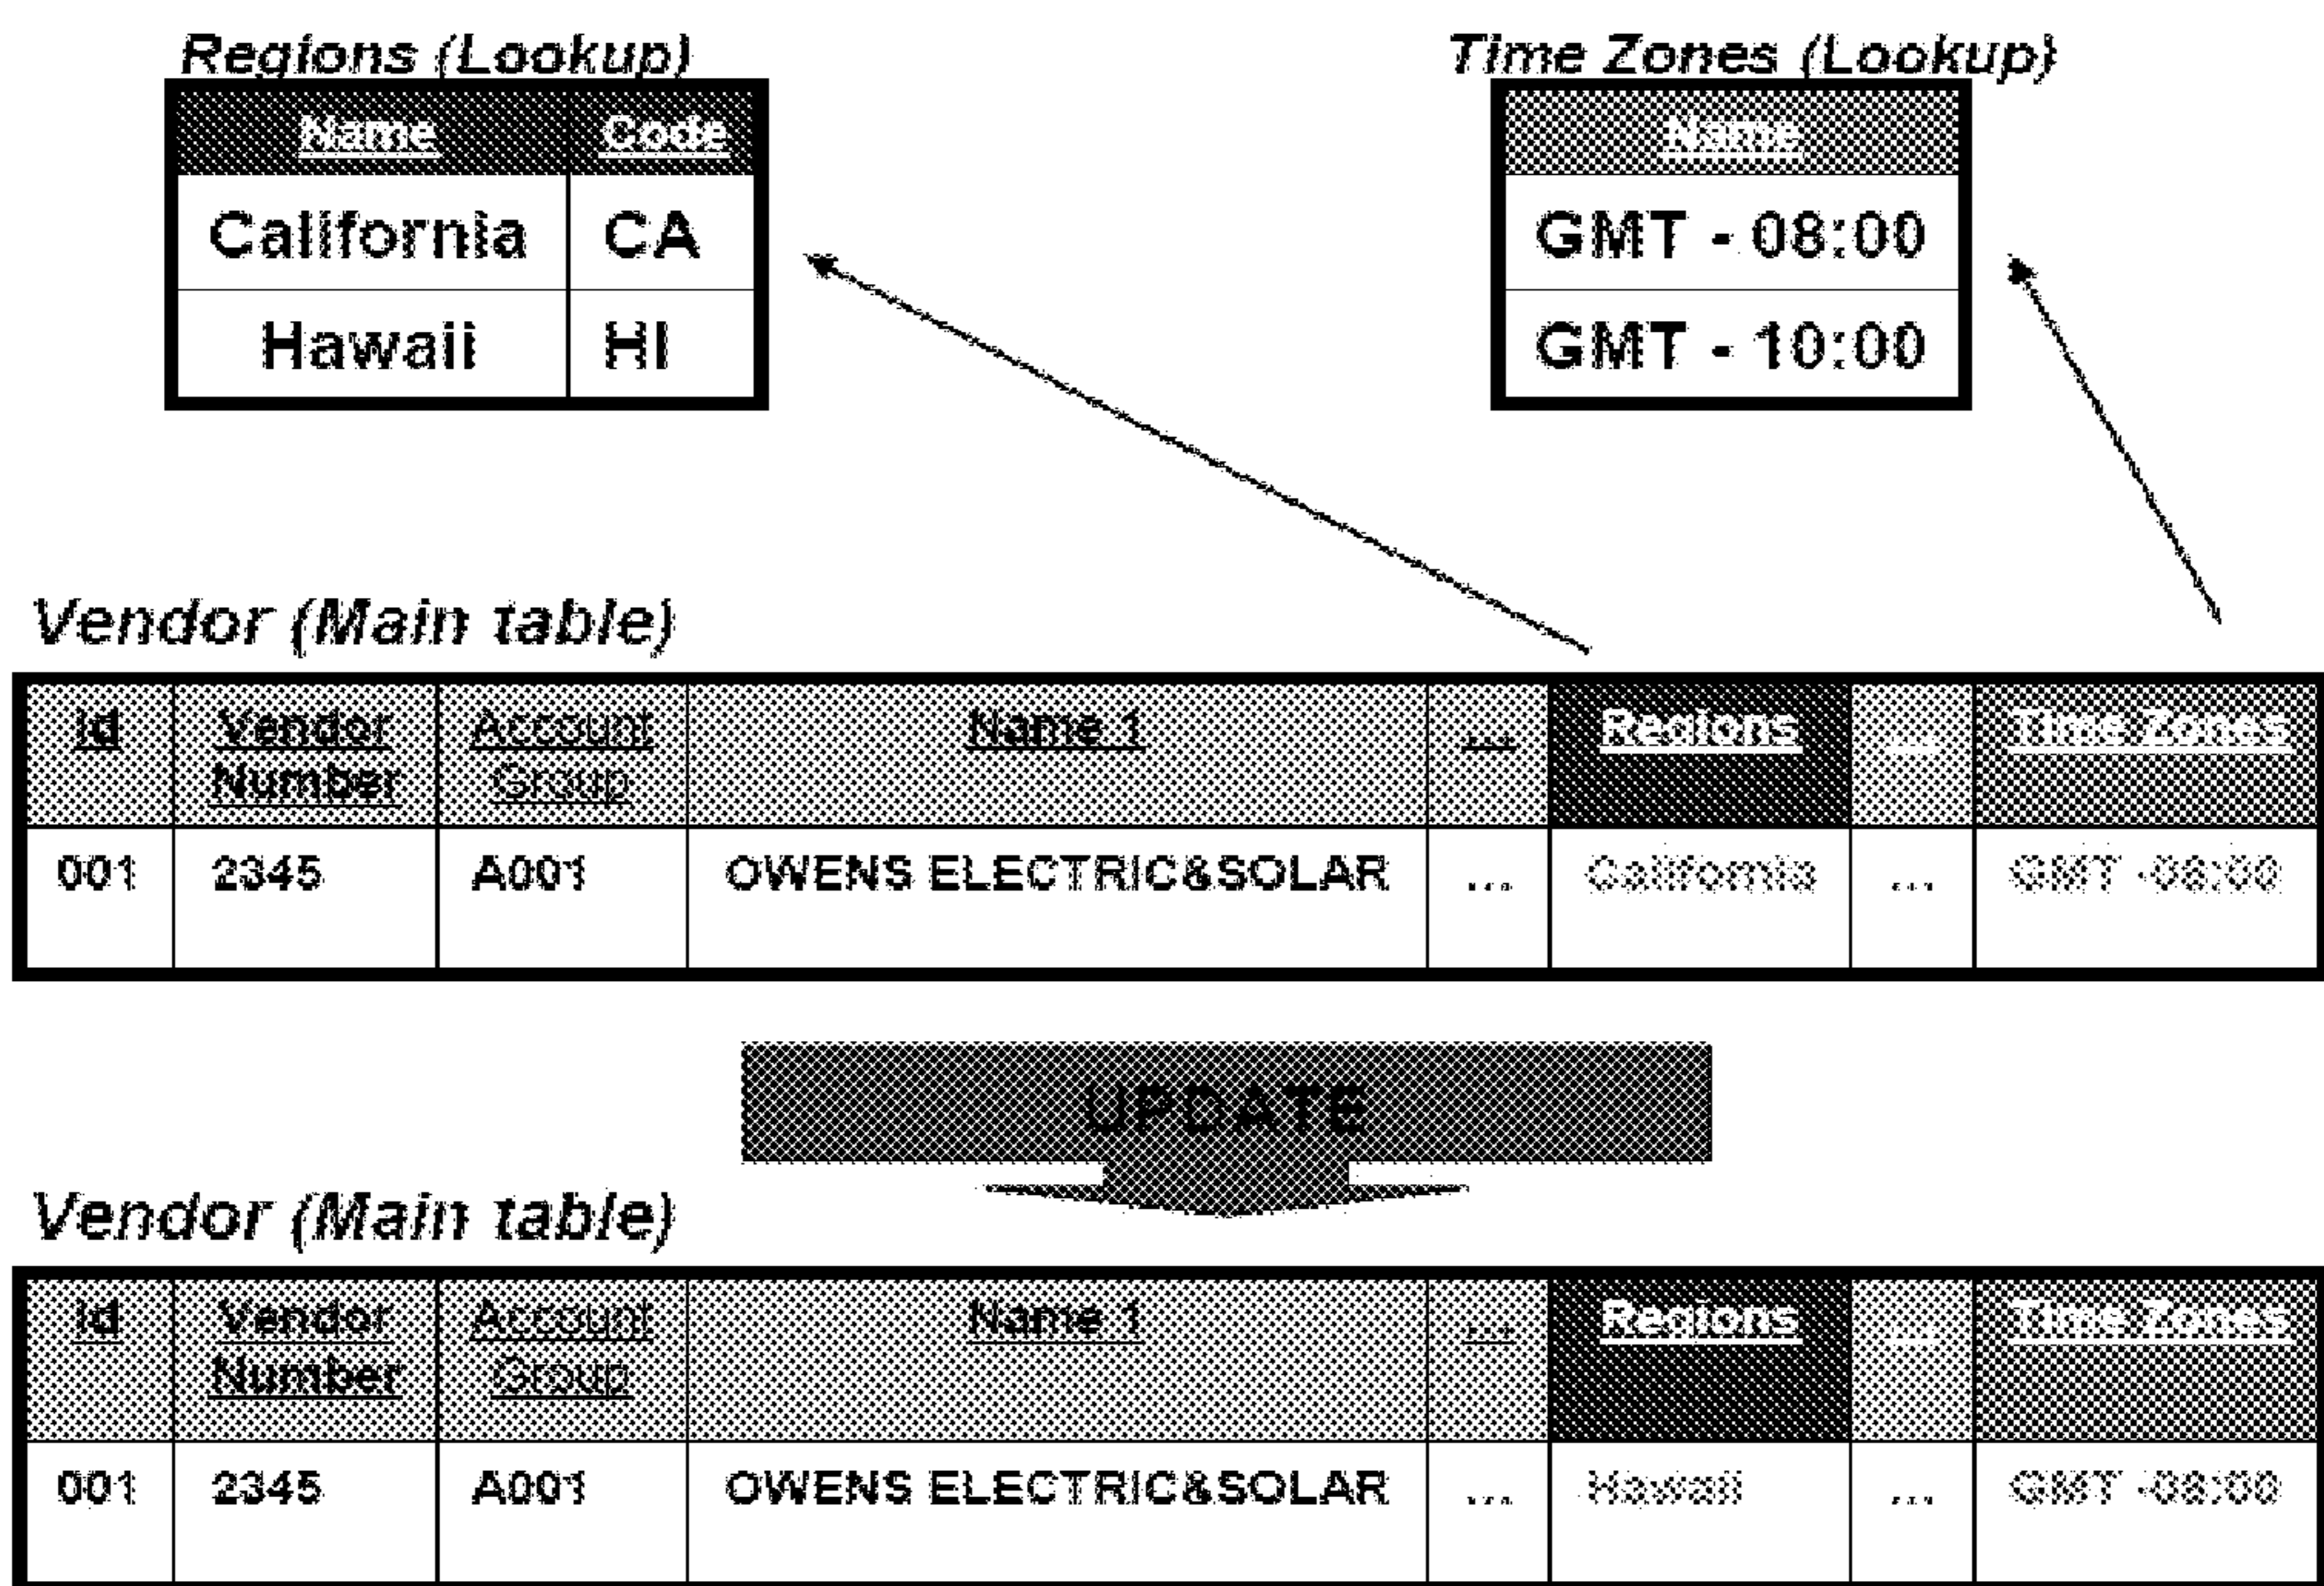 Regions (Lookup)
Time Zones (Lookup)
Name Code
California CA
Hawaii HI
Name
GMT - 08:00
GMT - 10:00
Vendor (Main table)
Id Vendor Number Account Group Name 1 ... Regions ... Time Zones
001 2345 A001 OWENS ELECTRIC&SOLAR ... California ... GMT -08:00
UPDATE
Vendor (Main table)
Id Vendor Number Account Group Name 1 ... Regions ... Time Zones
001 2345 A001 OWENS ELECTRIC&SOLAR ... Hawaii ... GMT -08:00